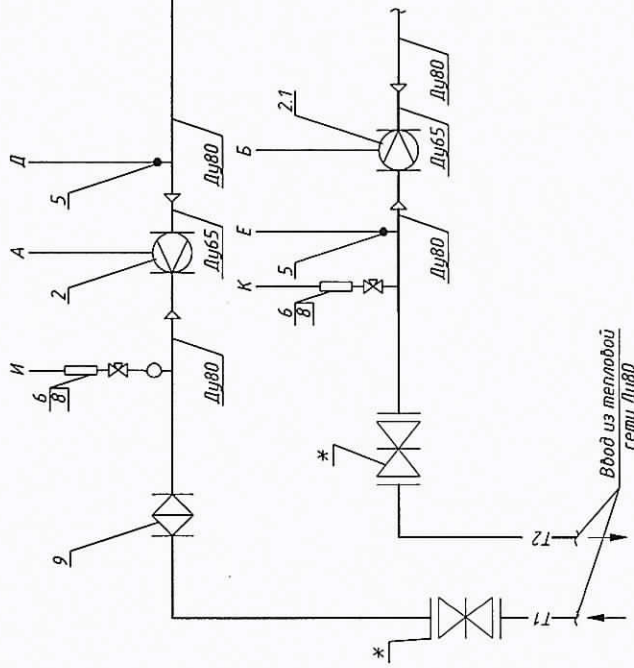 Д
5
А
2
И
6
8
9
Ду80
Ду65
Ду80
*
Т1
Б
2.1
Е
5
К
6
8
Ду80
Ду65
Ду80
*
Т2
Ввод из тепловой
сети Ду80